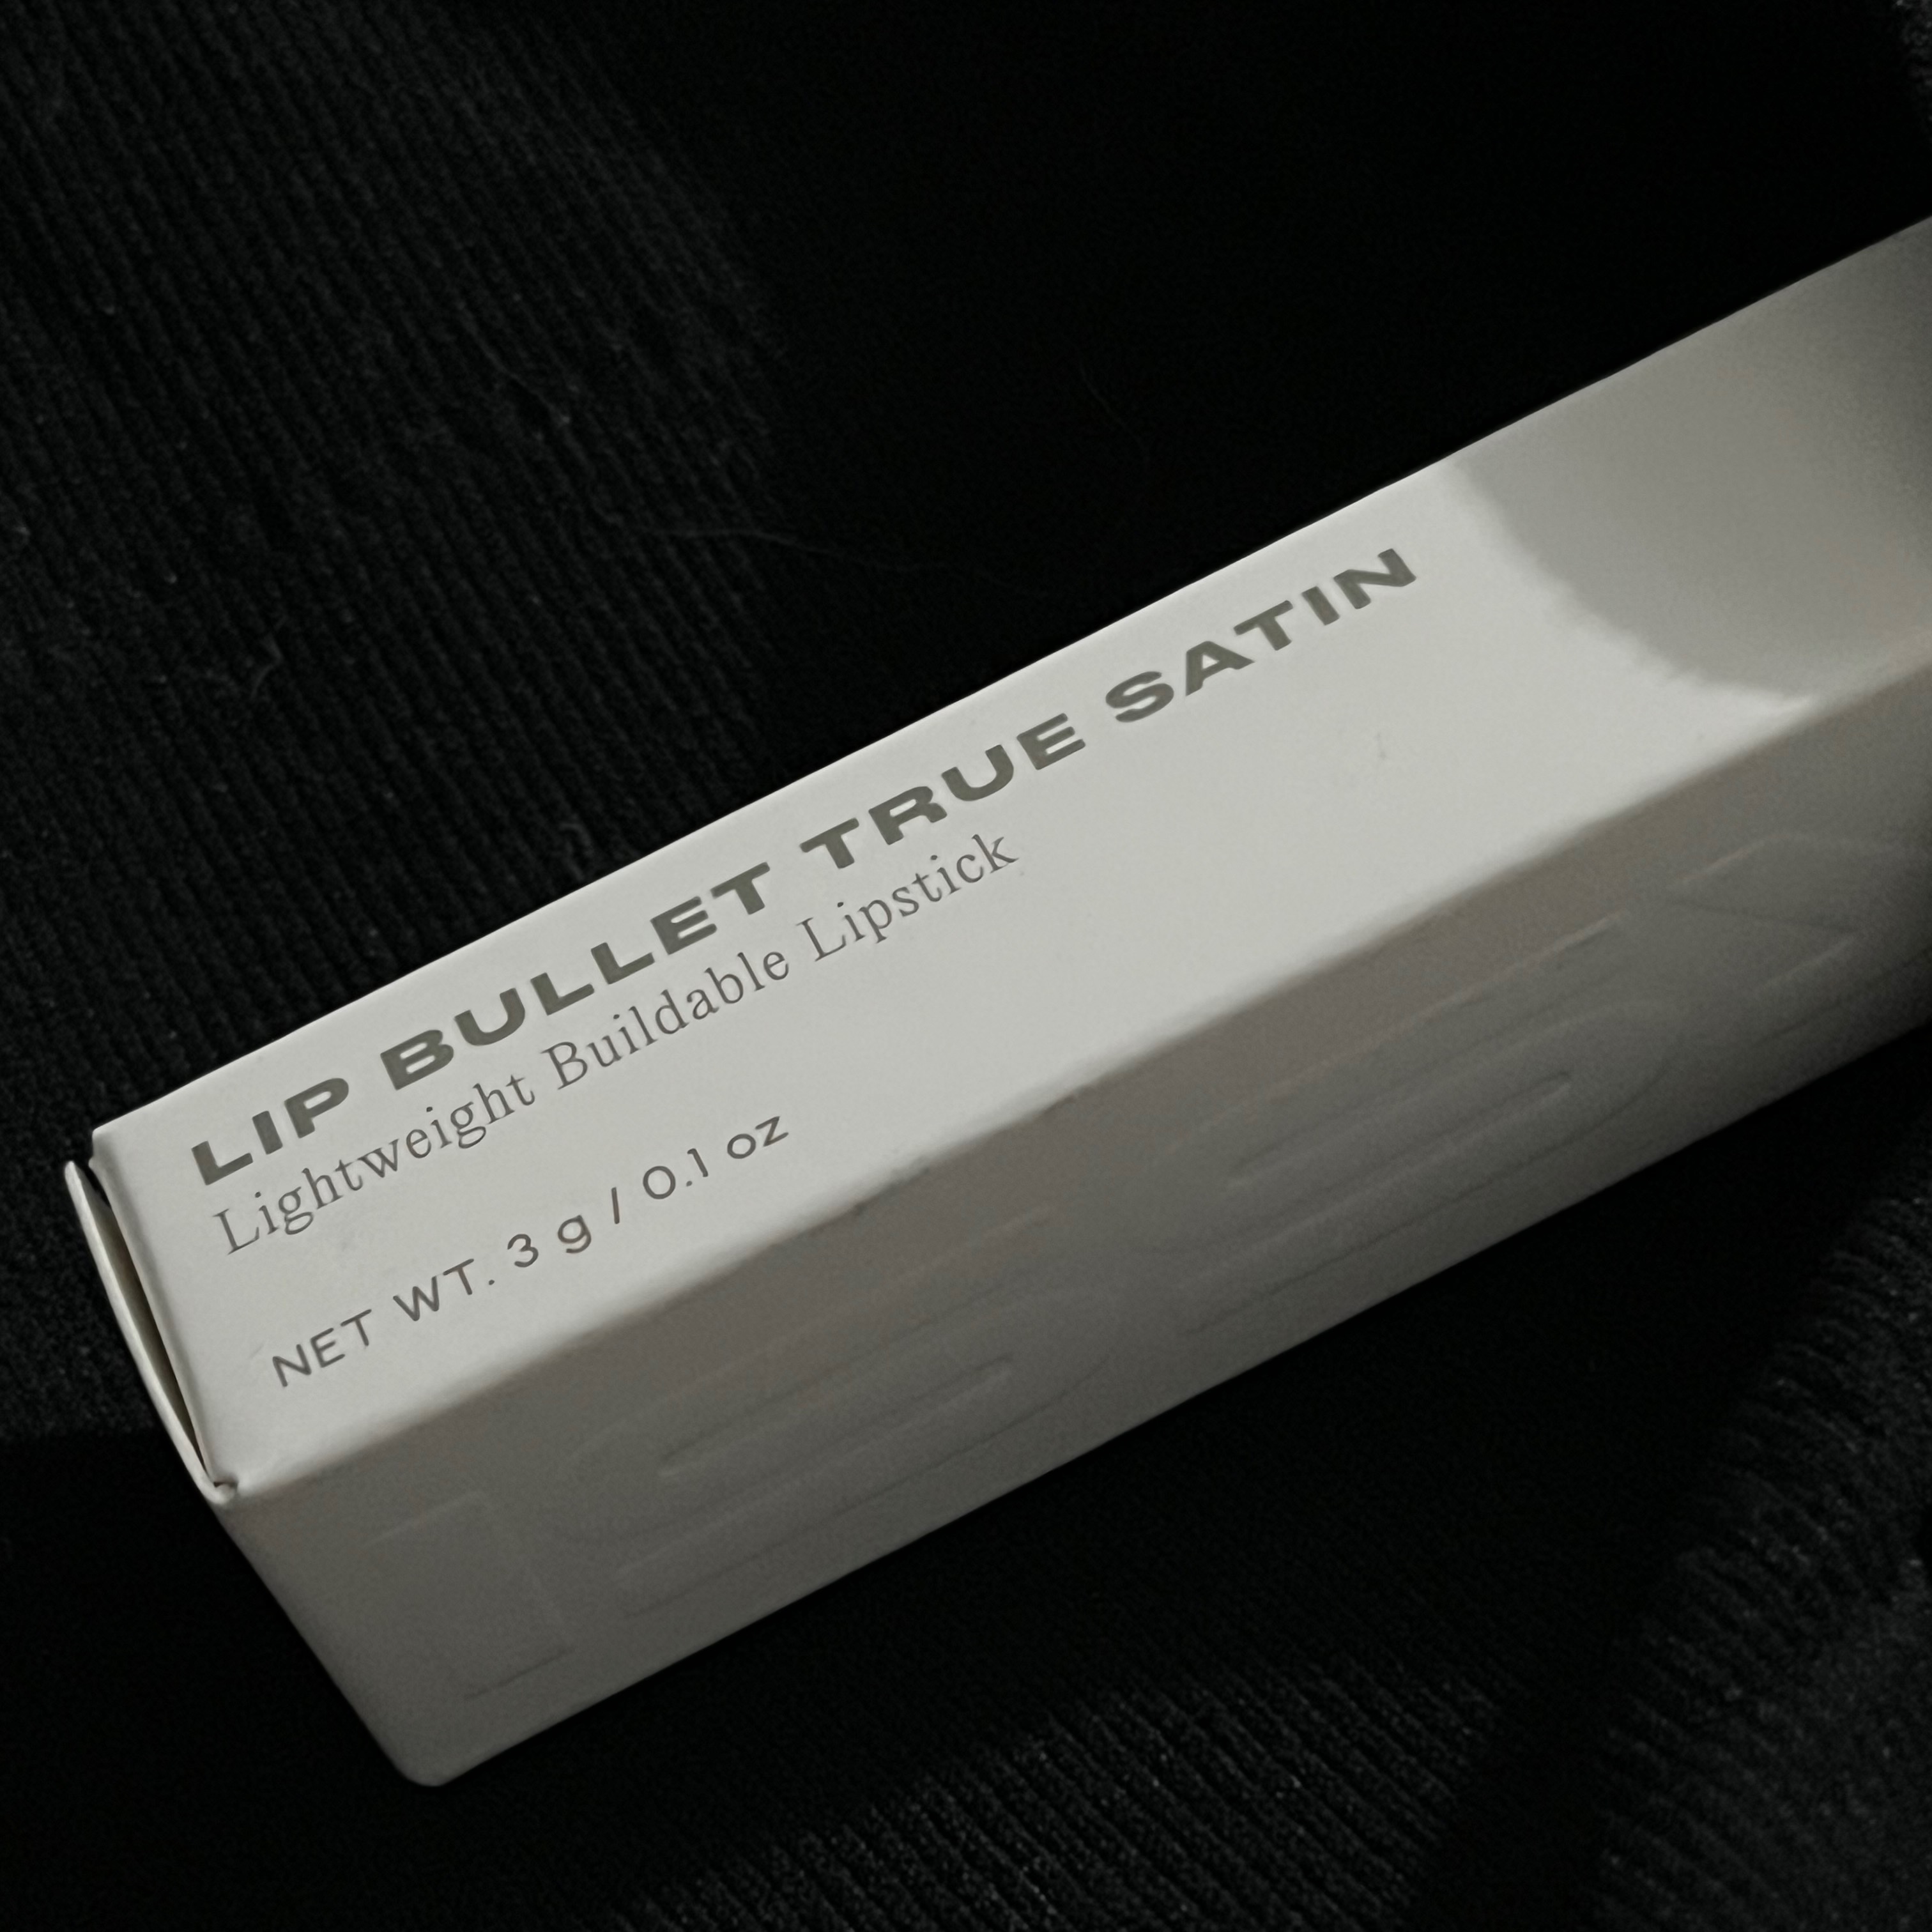 LIP BULLET TRUE SATIN
Lightweight Buildable Lipstick
NET WT. 3 g / 0.1 oz